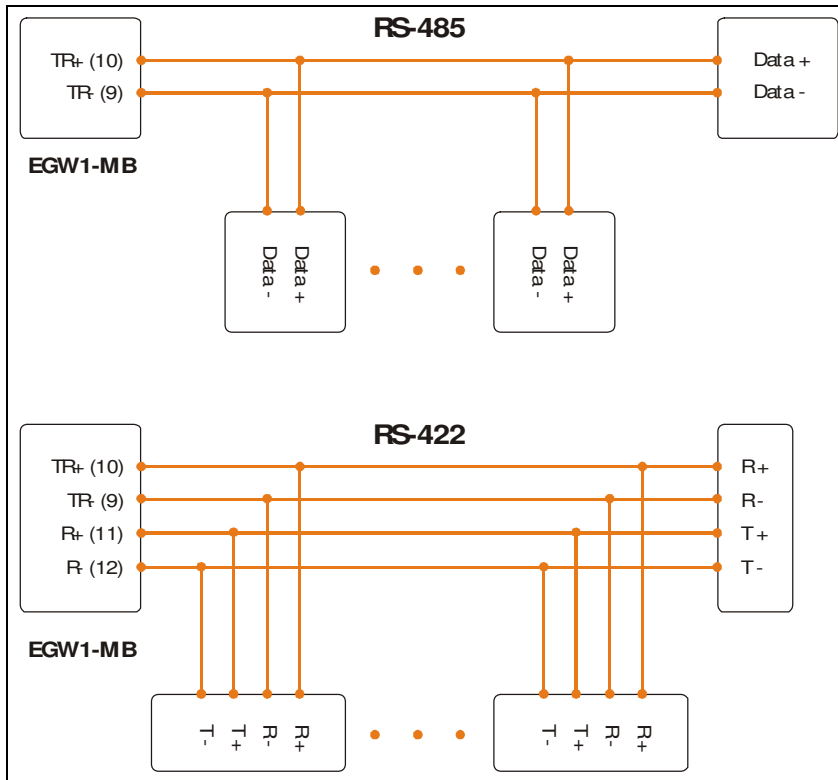 RS-485
TR+ (10)
TR- (9)
Data +
Data -
EGW1-MB
Data -
Data +
Data -
Data +
RS-422
TR+ (10)
TR- (9)
R+ (11)
R- (12)
R+
R-
T+
T-
EGW1-MB
T-
T+
R-
R+
T-
T+
R-
R+